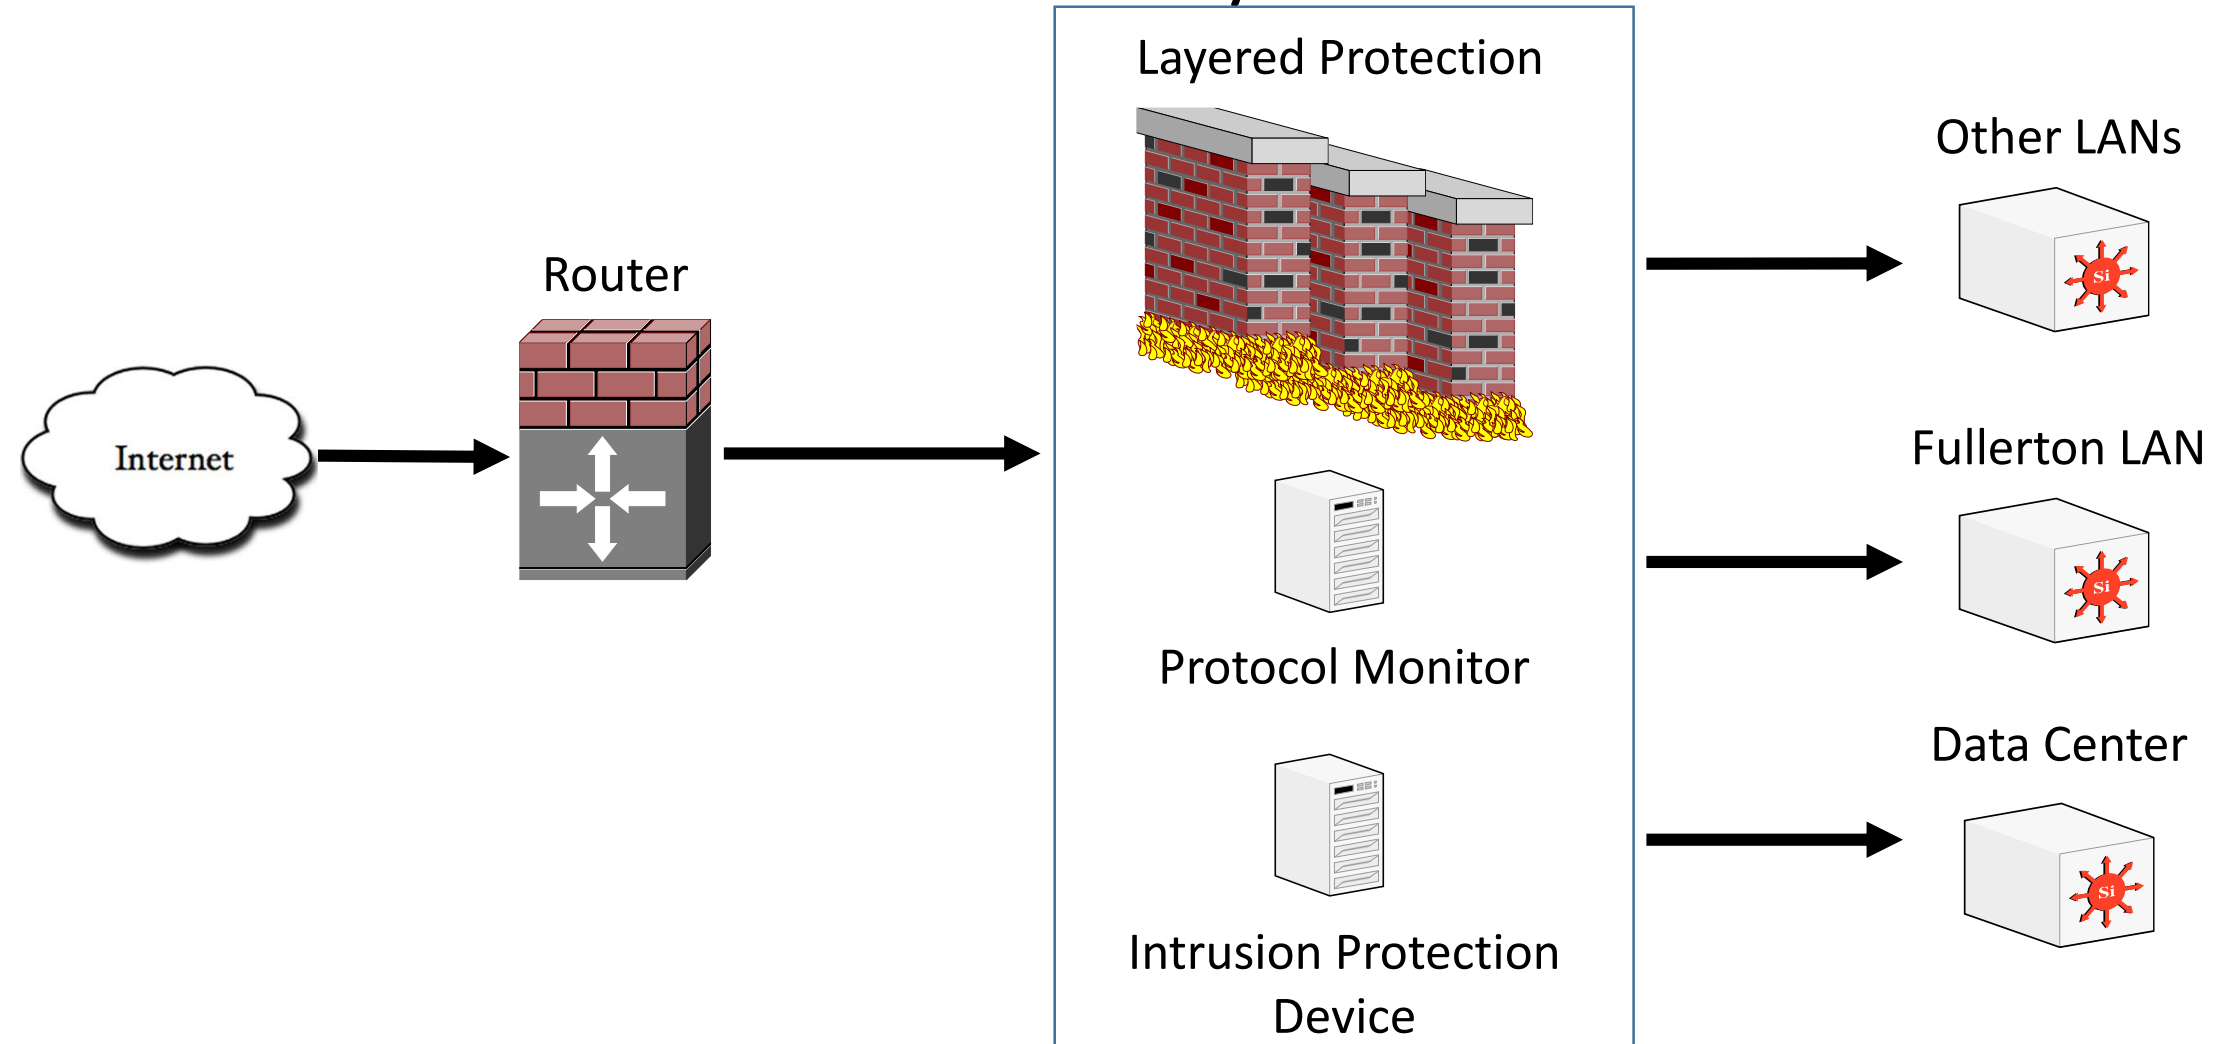 Layered Protection
Other LANs
Router
Si
Internet
Fullerton LAN
Si
Protocol Monitor
Data Center
Si
Intrusion Protection
Device